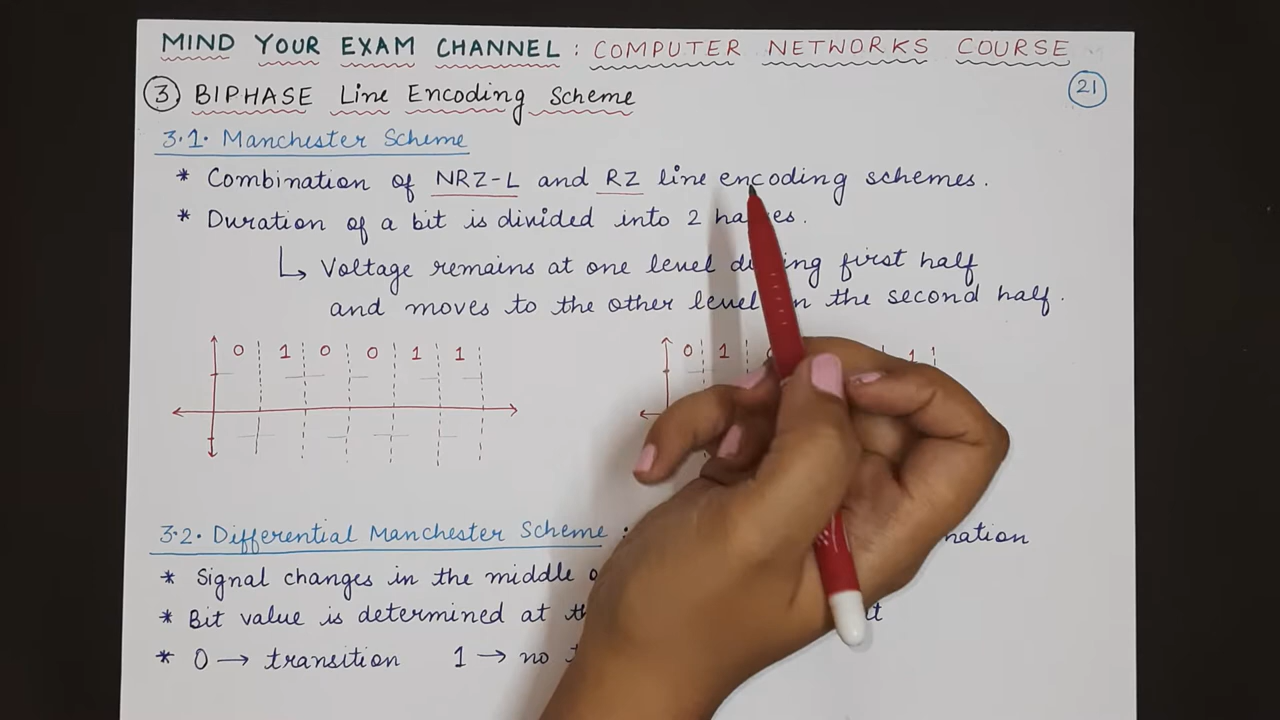 MIND YOUR EXAM CHANNEL : COMPUTER NETWORKS COURSE
21
3 BIPHASE Line Encoding Scheme
3.1. Manchester Scheme
* Combination of NRZ-L and RZ line encoding schemes.
* Duration of a bit is divided into 2
↳ Voltage remains at one level first half
and moves to the other level the second half.
0 1 0 0 1 1
0 1 1
3.2. Differential Manchester Scheme :
* Signal changes in the middle
* Bit value is determined at
* 0 → transition 1 → no